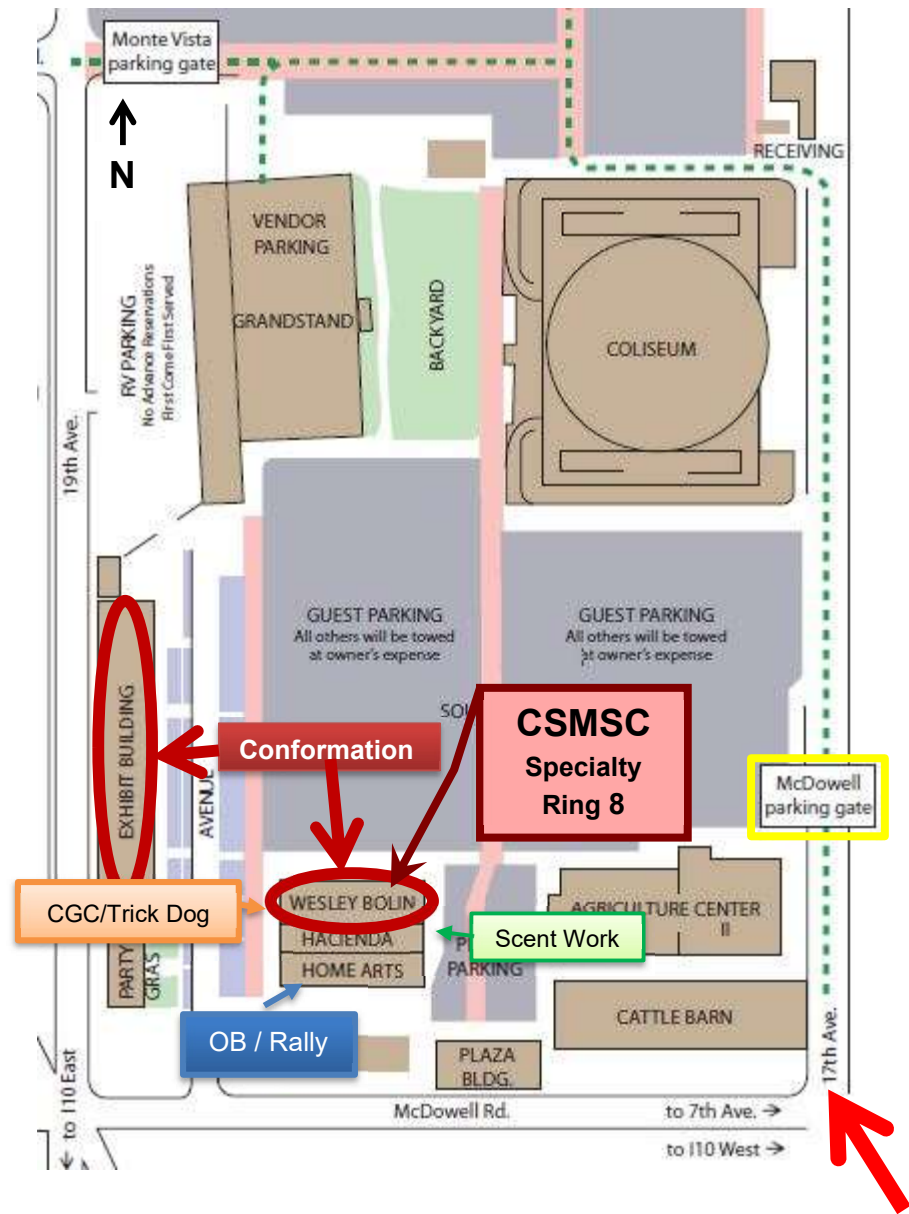 Monte Vista
parking gate
N
RECEIVING
VENDOR
PARKING
GRANDSTAND
RV PARKING
No Advance Reservations
First Come First Served
BACKYARD
COLISEUM
19th Ave.
GUEST PARKING
All others will be towed
at owner's expense
GUEST PARKING
All others will be towed
at owner's expense
SOU
CSMSC
Specialty
Ring 8
Conformation
EXHIBIT BUILDING
AVENUE
McDowell
parking gate
CGC/Trick Dog
WESLEY BOLIN
HACIENDA
HOME ARTS
Scent Work
PARKING
AGRICULTURE CENTER
II
PARTY
GRAS
OB / Rally
CATTLE BARN
PLAZA
BLDG.
17th Ave.
to I10 East
McDowell Rd.
to 7th Ave. →
to I10 West →